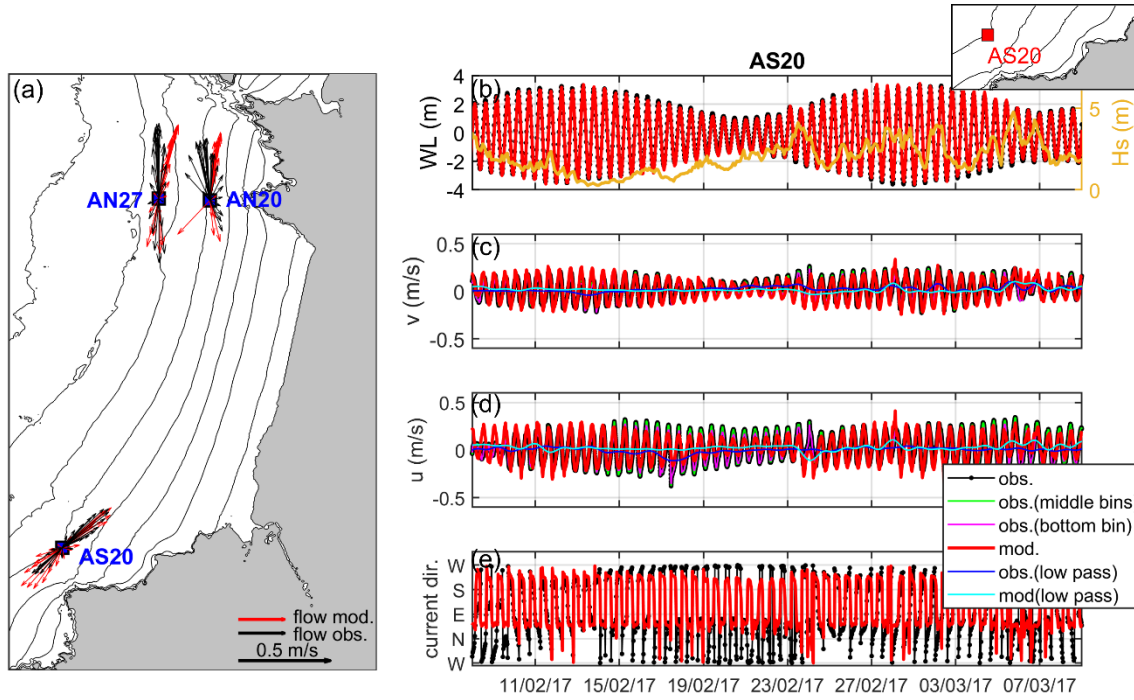 (a)
AN27
AN20
AS20
flow mod.
flow obs.
0.5 m/s
AS20
AS20
(b)
WL (m)
4
2
0
-2
-4
5
0
Hs (m)
(c)
v (m/s)
0.5
0
-0.5
(d)
u (m/s)
0.5
0
-0.5
(e)
current dir.
W
S
E
N
W
obs.
obs.(middle bins
obs.(bottom bin)
mod.
obs.(low pass)
mod(low pass)
11/02/17 15/02/17 19/02/17 23/02/17 27/02/17 03/03/17 07/03/17